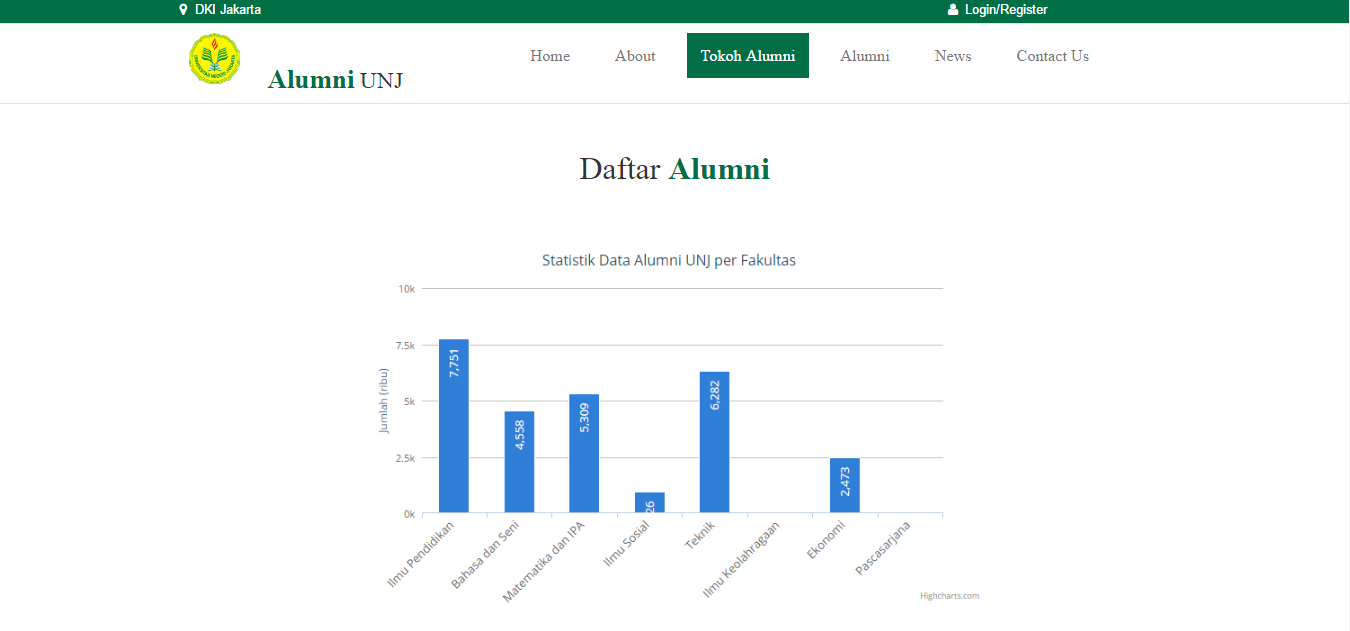 DKI Jakarta
Login/Register
Alumni UNJ
Home
About
Tokoh Alumni
Alumni
News
Contact Us
Daftar Alumni
Statistik Data Alumni UNJ per Fakultas
Jumlah (ribu)
10k
7.5k
5k
2.5k
0k
7,751
4,558
5,309
26
6,282
2,473
Ilmu Pendidikan
Bahasa dan Seni
Matematika dan IPA
Ilmu Sosial
Teknik
Ilmu Keolahragaan
Ekonomi
Pascasarjana
Highcharts.com